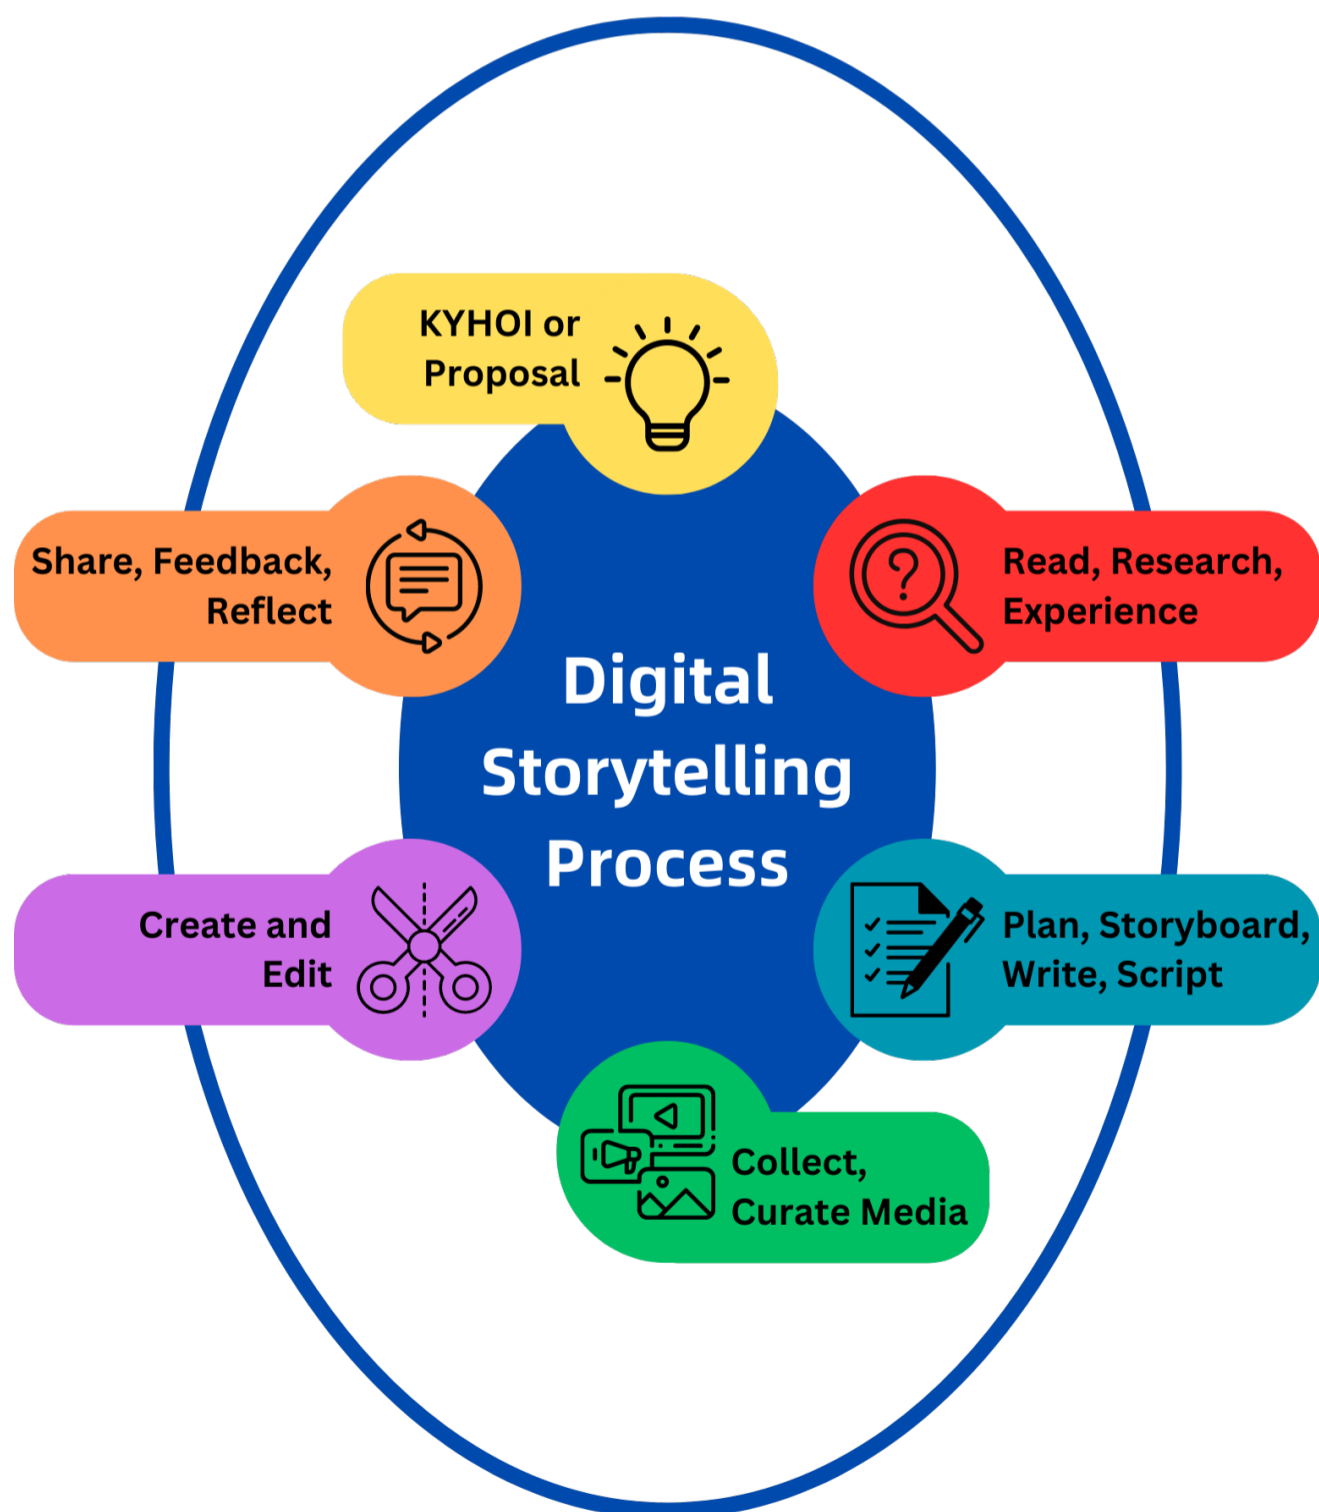 KYHOI or
Proposal
Share, Feedback,
Reflect
Read, Research,
Experience
Digital
Storytelling
Process
Create and
Edit
Plan, Storyboard,
Write, Script
Collect,
Curate Media